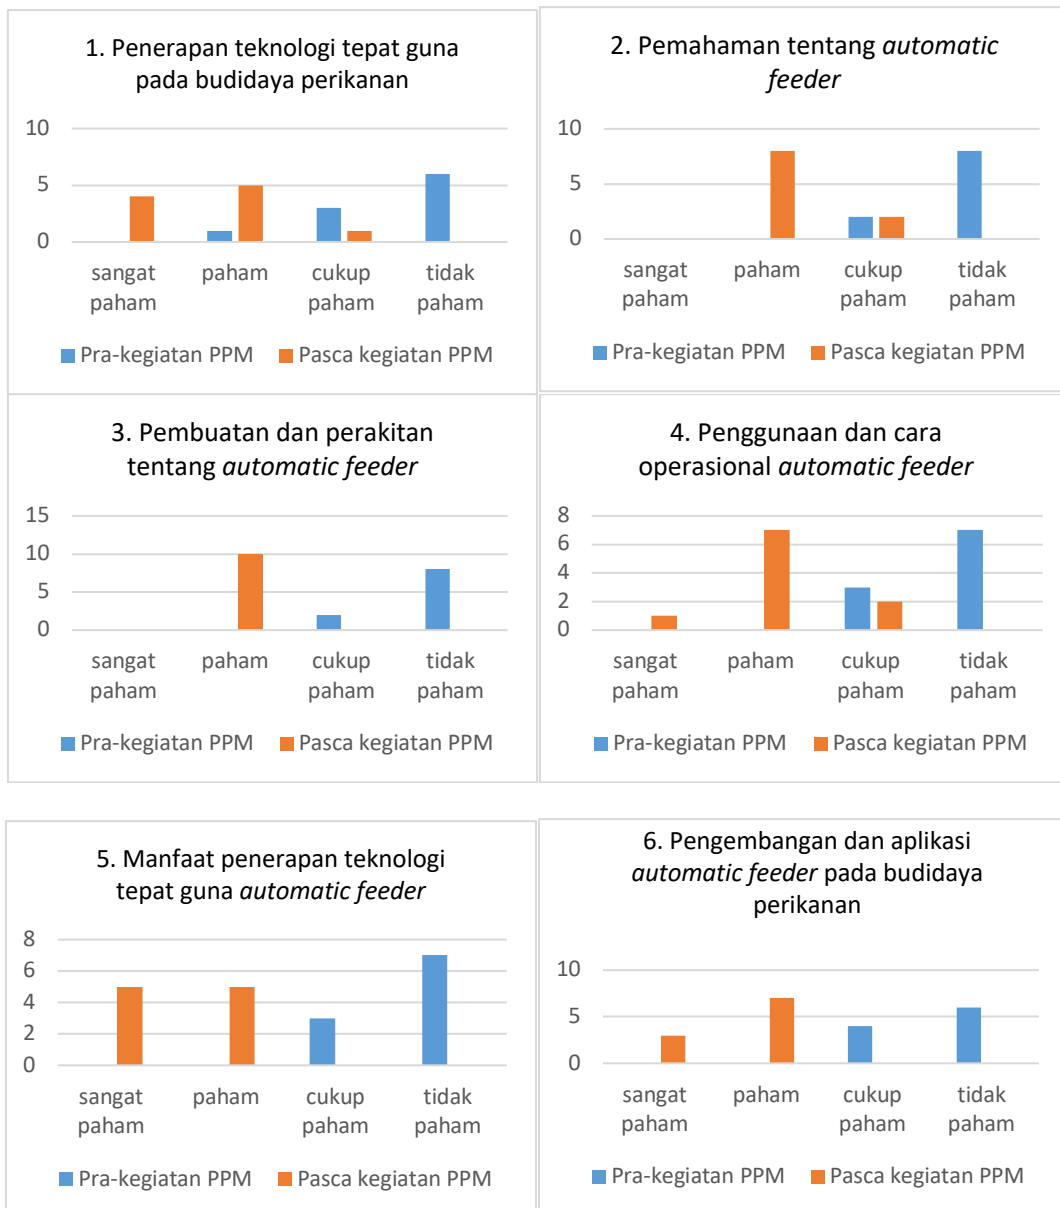 1. Penerapan teknologi tepat guna
pada budidaya perikanan
10
5
0
sangat paham
paham
cukup paham
tidak paham
Pra-kegiatan PPM
Pasca kegiatan PPM
2. Pemahaman tentang automatic
feeder
10
5
0
sangat paham
paham
cukup paham
tidak paham
Pra-kegiatan PPM
Pasca kegiatan PPM
3. Pembuatan dan perakitan
tentang automatic feeder
15
10
5
0
sangat paham
paham
cukup paham
tidak paham
Pra-kegiatan PPM
Pasca kegiatan PPM
4. Penggunaan dan cara
operasional automatic feeder
8
6
4
2
0
sangat paham
paham
cukup paham
tidak paham
Pra-kegiatan PPM
Pasca kegiatan PPM
5. Manfaat penerapan teknologi
tepat guna automatic feeder
8
6
4
2
0
sangat paham
paham
cukup paham
tidak paham
Pra-kegiatan PPM
Pasca kegiatan PPM
6. Pengembangan dan aplikasi
automatic feeder pada budidaya
perikanan
10
5
0
sangat paham
paham
cukup paham
tidak paham
Pra-kegiatan PPM
Pasca kegiatan PPM